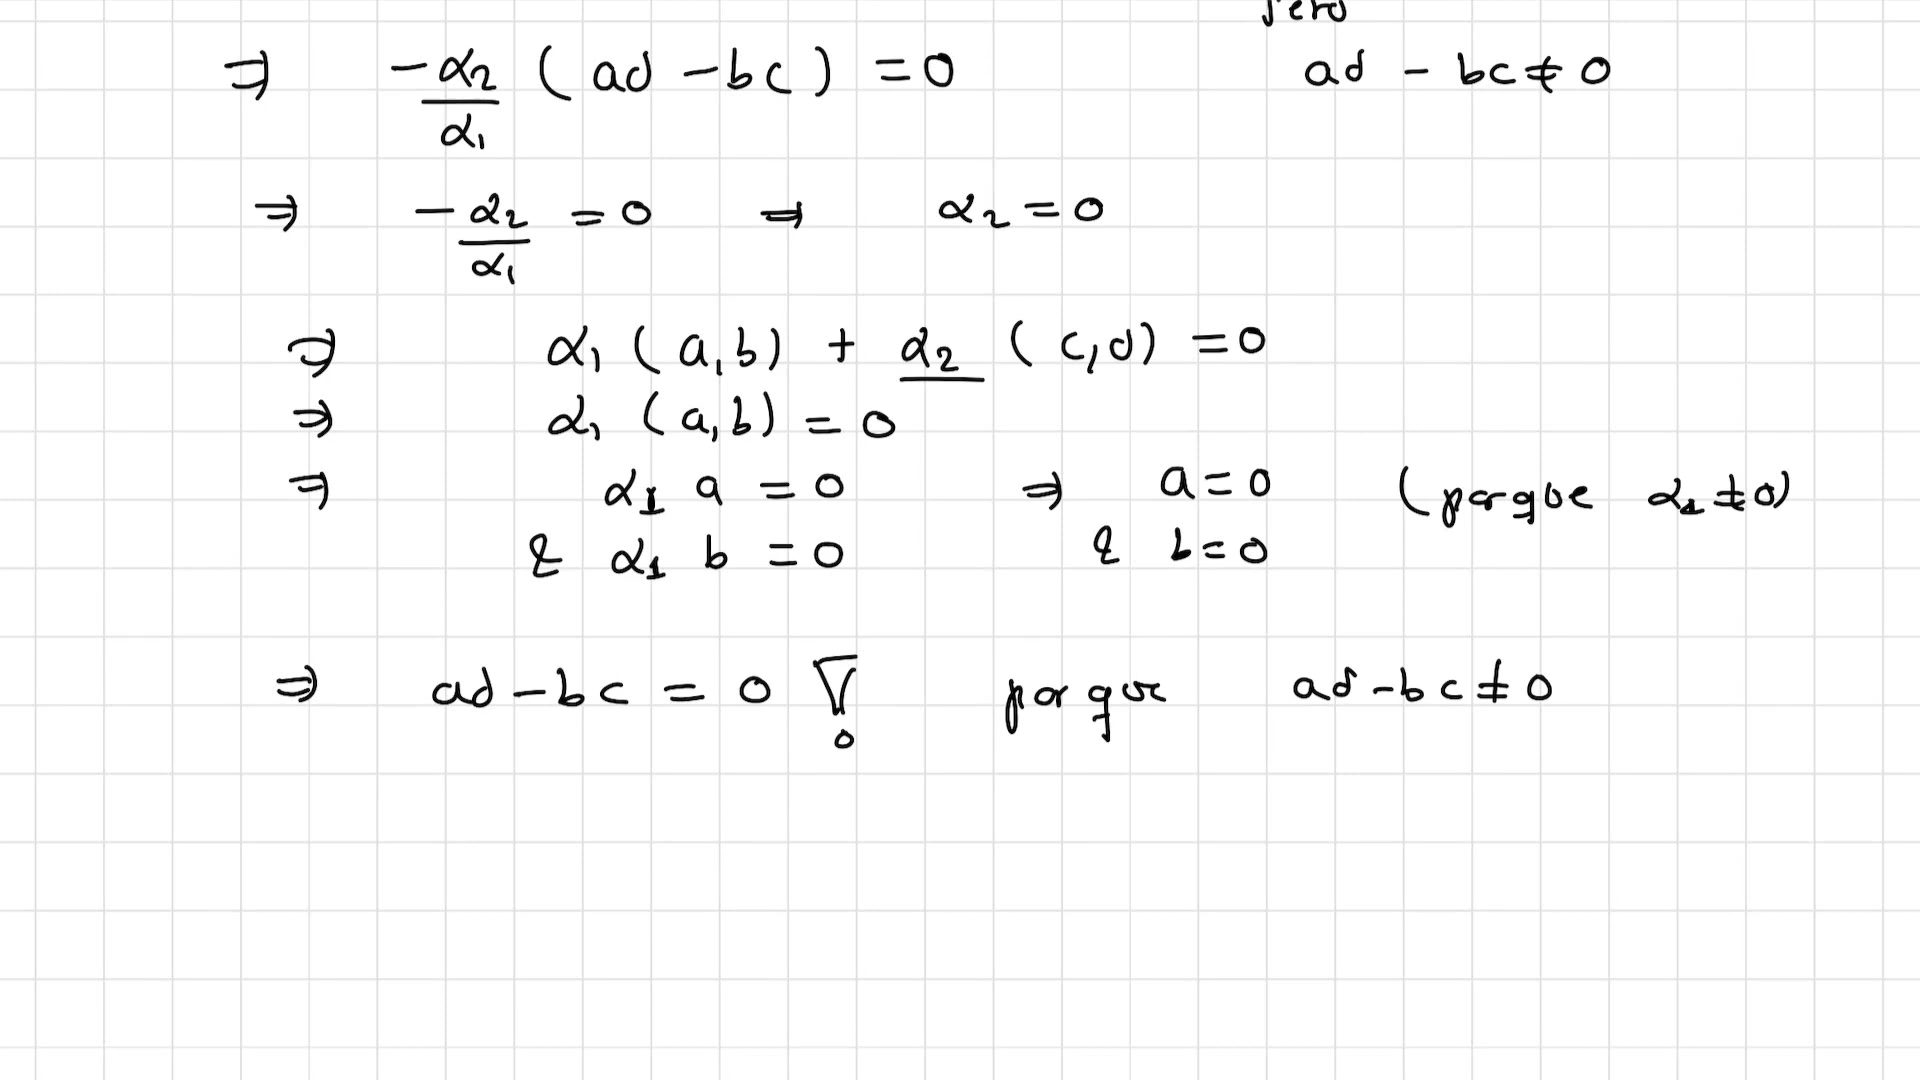 pero
⇒ -α₂/α₁ (ad - bc) = 0 ad - bc ≠ 0
⇒ -α₂/α₁ = 0 ⇒ α₂ = 0
⇒ α₁ (a,b) + α₂ (c,d) = 0
⇒ α₁ (a,b) = 0
⇒ α₁ a = 0 ⇒ a = 0 (porque α₁ ≠ 0)
& α₁ b = 0 & b = 0
⇒ ad - bc = 0 ! porque ad - bc ≠ 0